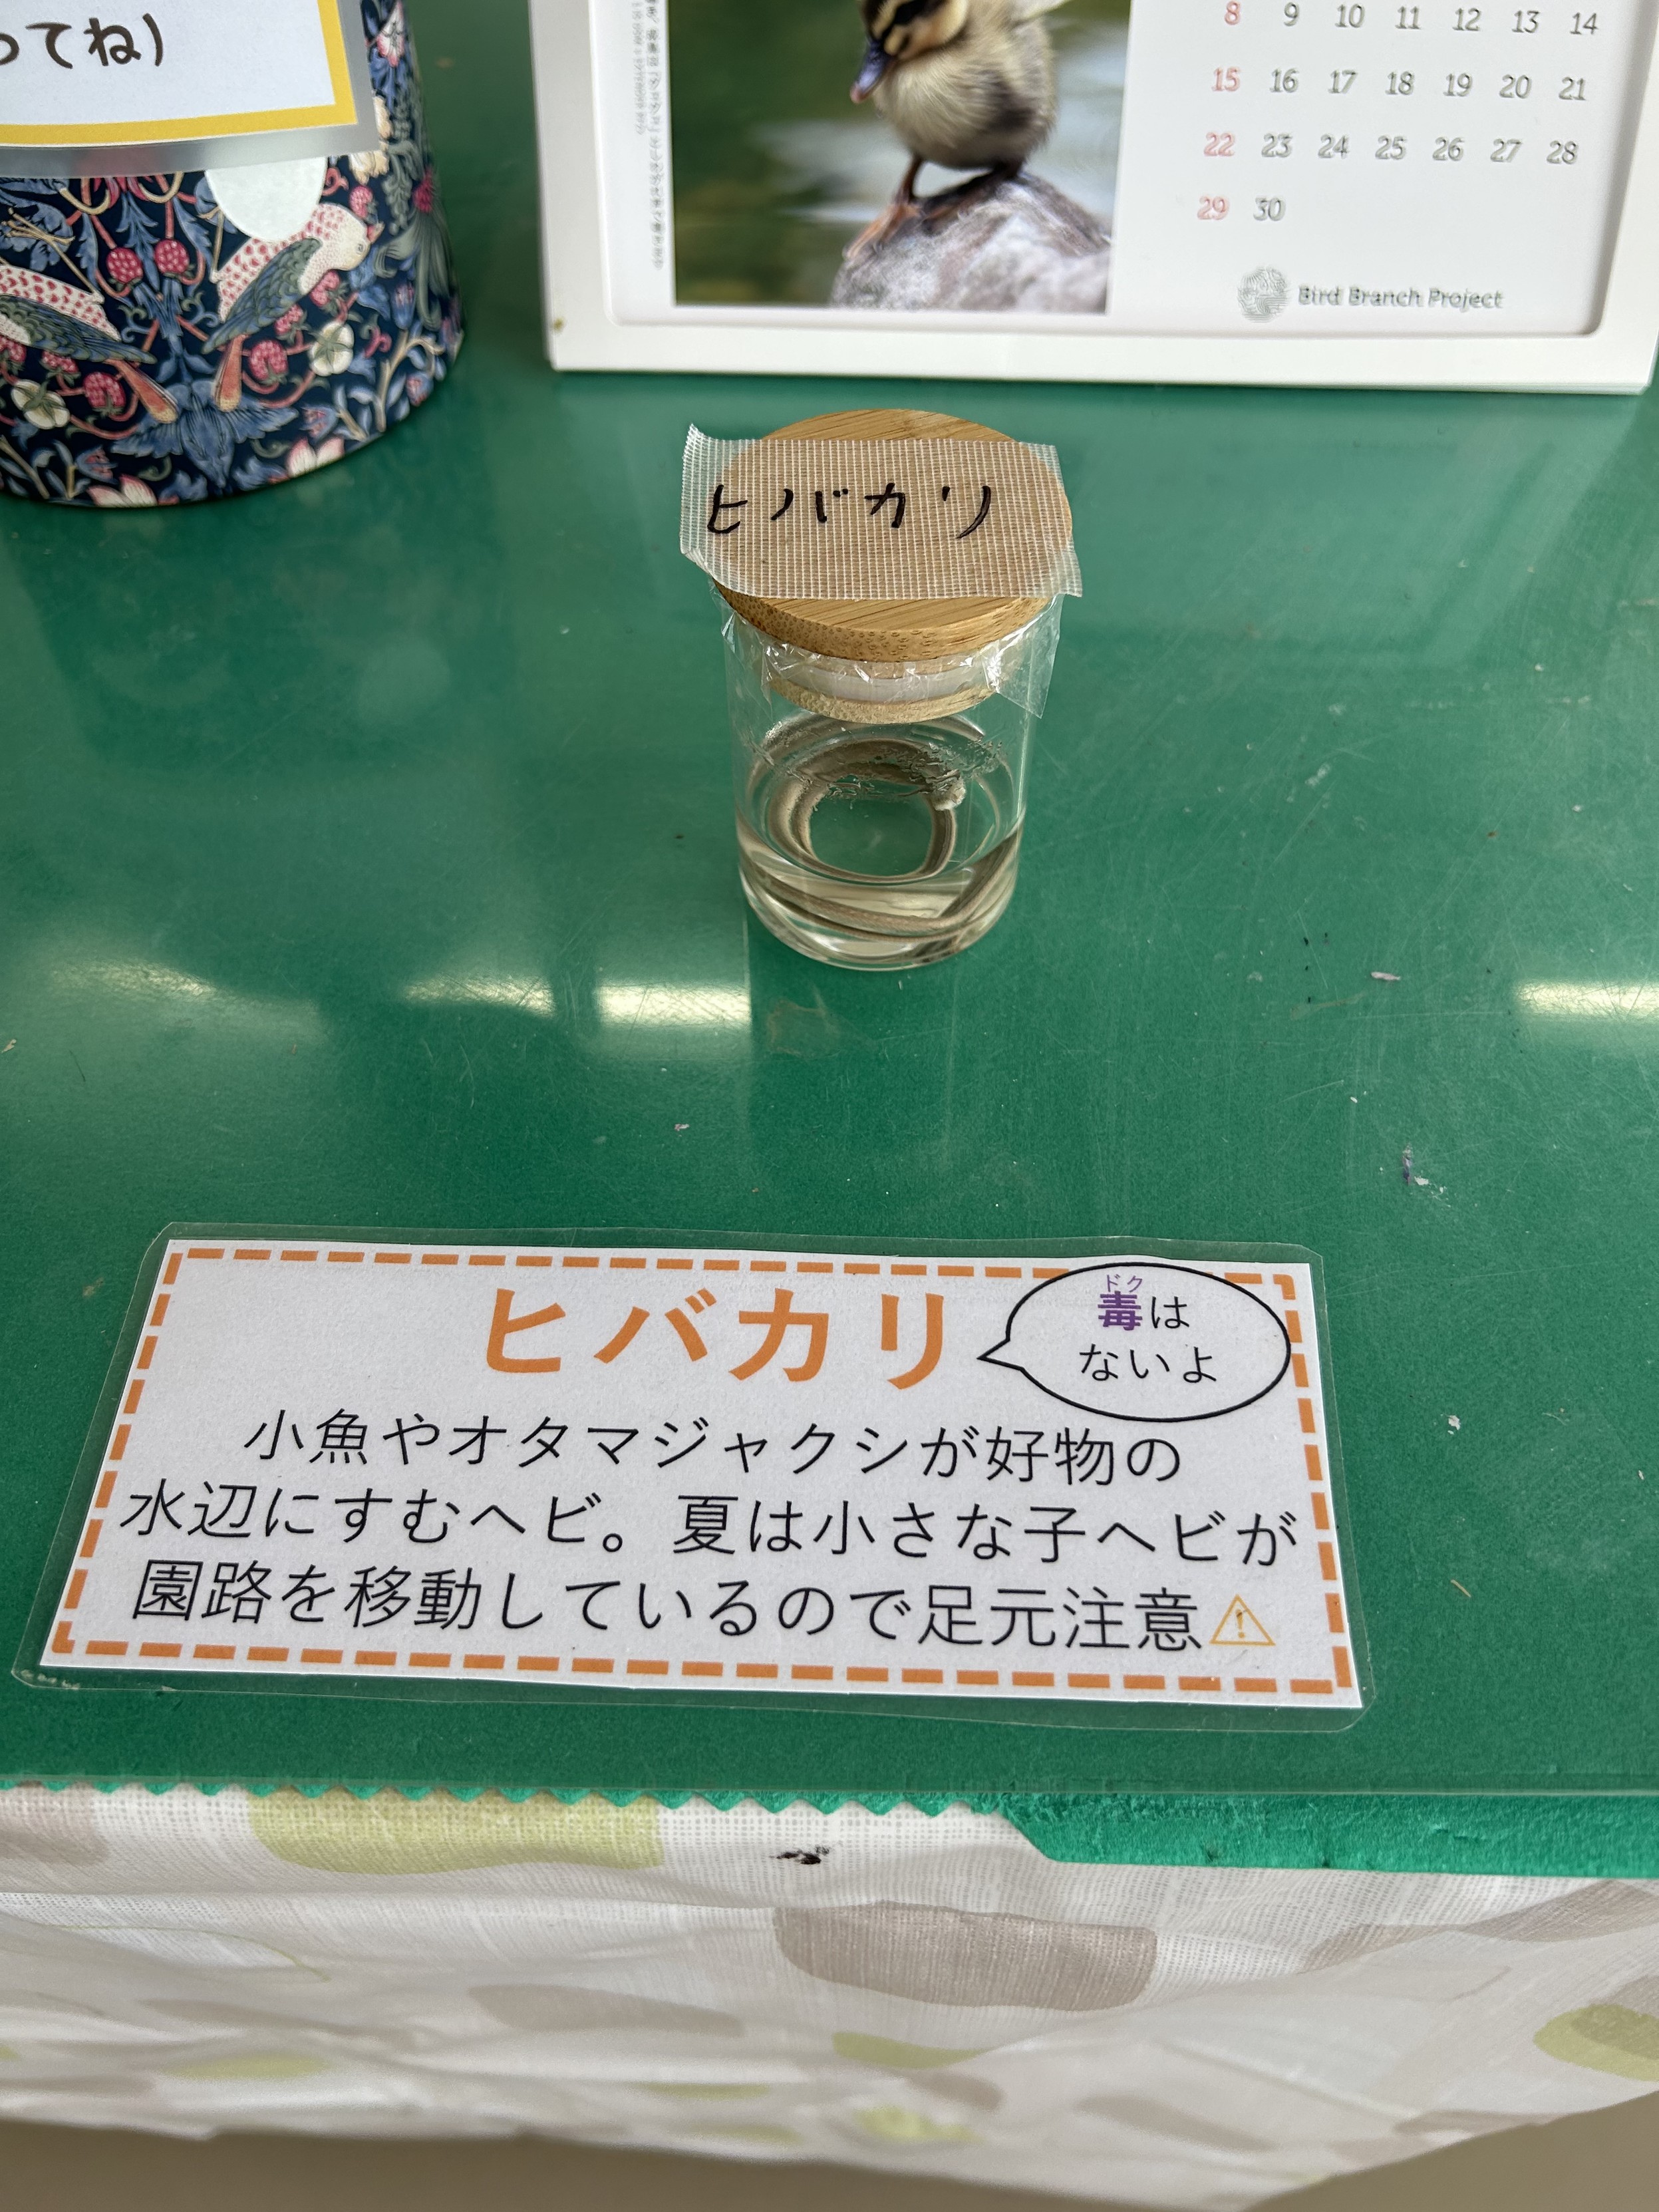 ってね)
8 9 10 11 12 13 14
15 16 17 18 19 20 21
22 23 24 25 26 27 28
29 30
Bird Branch Project
ヒバカリ
ヒバカリ
ドク
毒は
ないよ
小魚やオタマジャクシが好物の
水辺にすむヘビ。夏は小さな子ヘビが
園路を移動しているので足元注意⚠